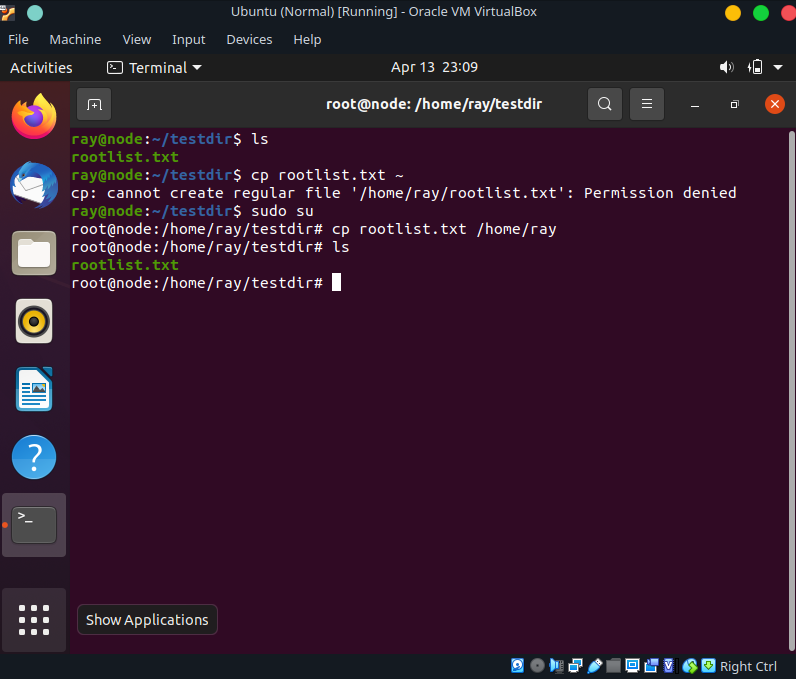 Ubuntu (Normal) [Running] - Oracle VM VirtualBox
File Machine View Input Devices Help
Activities Terminal Apr 13 23:09
root@node: /home/ray/testdir
ray@node:~/testdir$ ls
rootlist.txt
ray@node:~/testdir$ cp rootlist.txt ~
cp: cannot create regular file '/home/ray/rootlist.txt': Permission denied
ray@node:~/testdir$ sudo su
root@node:/home/ray/testdir# cp rootlist.txt /home/ray
root@node:/home/ray/testdir# ls
rootlist.txt
root@node:/home/ray/testdir#
Show Applications
Right Ctrl